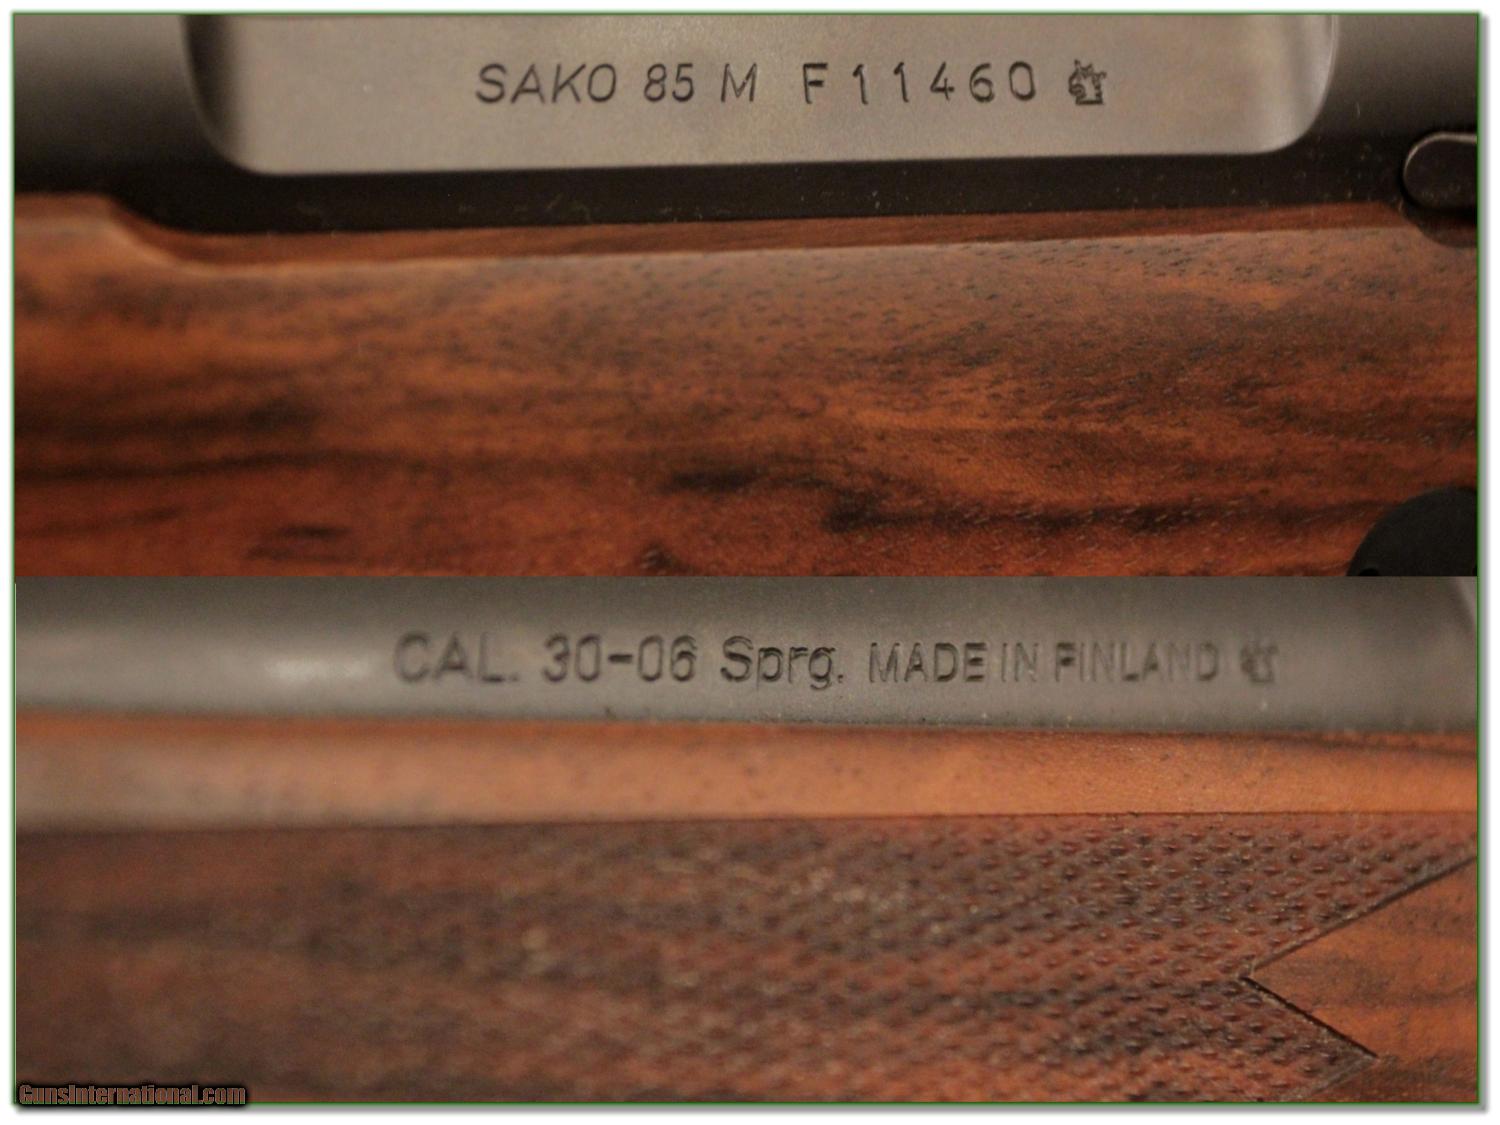 SAKO 85 M F11460
CAL. 30-06 Sprg. MADE IN FINLAND
GunsInternational.com